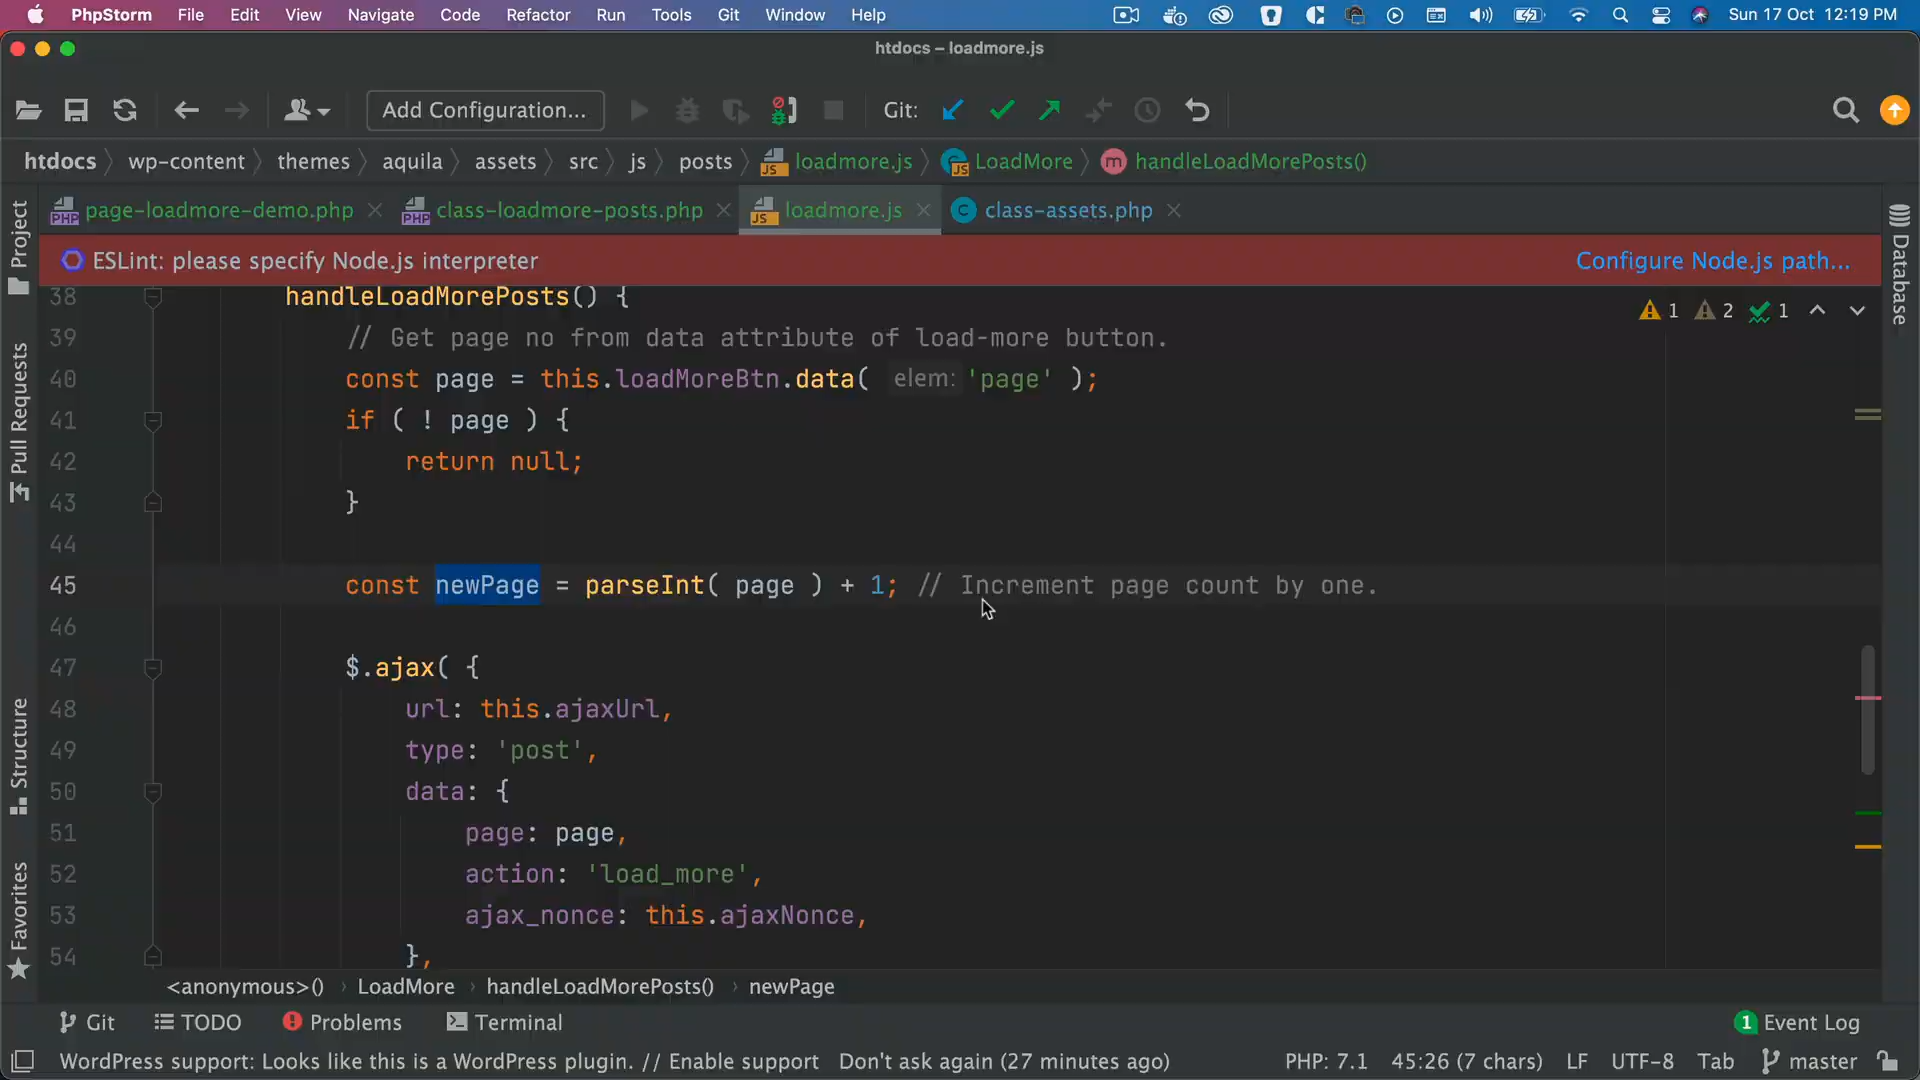 PhpStorm File Edit View Navigate Code Refactor Run Tools Git Window Help Sun 17 Oct 12:19 PM
htdocs – loadmore.js
Add Configuration... Git:
htdocs wp-content themes aquila assets src js posts loadmore.js LoadMore handleLoadMorePosts()
page-loadmore-demo.php class-loadmore-posts.php loadmore.js class-assets.php
ESLint: please specify Node.js interpreter Configure Node.js path...
1 2 1
38 handleLoadMorePosts() {
39 // Get page no from data attribute of load-more button.
40 const page = this.loadMoreBtn.data( elem: 'page' );
41 if ( ! page ) {
42 return null;
43 }
44
45 const newPage = parseInt( page ) + 1; // Increment page count by one.
46
47 $.ajax( {
48 url: this.ajaxUrl,
49 type: 'post',
50 data: {
51 page: page,
52 action: 'load_more',
53 ajax_nonce: this.ajaxNonce,
54 },
<anonymous>() LoadMore handleLoadMorePosts() newPage
Project
Pull Requests
Structure
Favorites
Database
Git TODO Problems Terminal 1 Event Log
WordPress support: Looks like this is a WordPress plugin. // Enable support Don't ask again (27 minutes ago) PHP: 7.1 45:26 (7 chars) LF UTF-8 Tab master